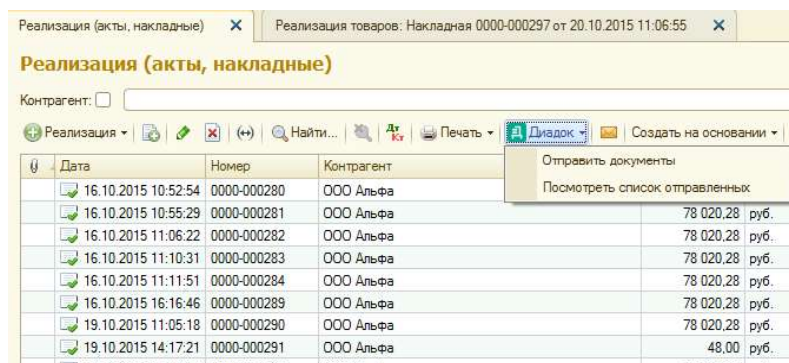 Реализация (акты, накладные) X Реализация товаров: Накладная 0000-000297 от 20.10.2015 11:06:55 X
Реализация (акты, накладные)
Контрагент:
Реализация Найти... Дт Кт Печать Диадок Создать на основании
Отправить документы
Посмотреть список отправленных
Дата Номер Контрагент
16.10.2015 10:52:54 0000-000280 ООО Альфа
16.10.2015 10:55:29 0000-000281 ООО Альфа 78 020,28 руб.
16.10.2015 11:06:22 0000-000282 ООО Альфа 78 020,28 руб.
16.10.2015 11:10:31 0000-000283 ООО Альфа 78 020,28 руб.
16.10.2015 11:11:51 0000-000284 ООО Альфа 78 020,28 руб.
16.10.2015 16:16:46 0000-000289 ООО Альфа 78 020,28 руб.
19.10.2015 11:05:18 0000-000290 ООО Альфа 78 020,28 руб.
19.10.2015 14:17:21 0000-000291 ООО Альфа 48,00 руб.